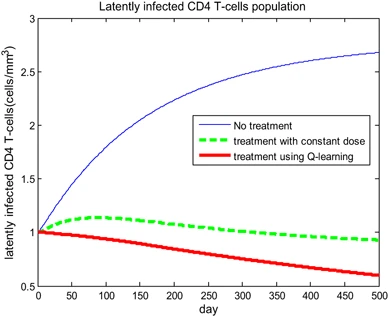 Latently infected CD4 T-cells population
latently infected CD4 T-cells(cells/mm³)
3
2.5
2
1.5
1
0.5
No treatment
treatment with constant dose
treatment using Q-learning
0 50 100 150 200 250 300 350 400 450 500
day